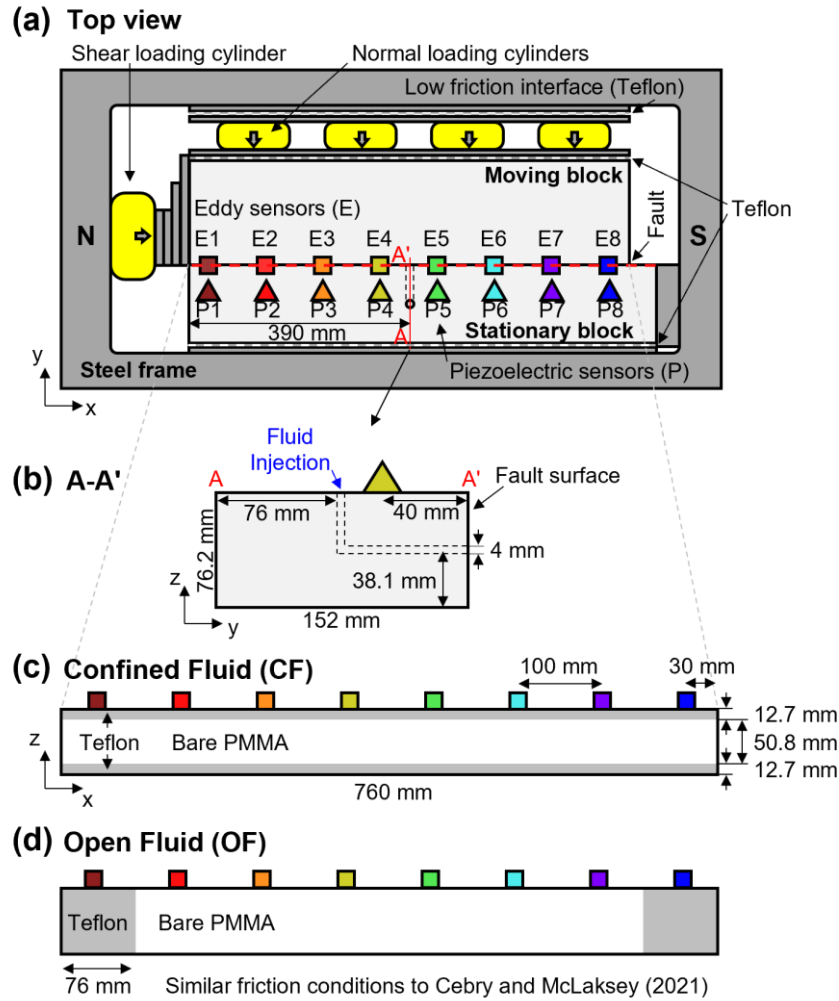 (a) Top view
Shear loading cylinder
Normal loading cylinders
Low friction interface (Teflon)
Moving block
Eddy sensors (E)
Teflon
Fault
N
S
E1 E2 E3 E4 A' E5 E6 E7 E8
P1 P2 P3 P4 P5 P6 P7 P8
390 mm
A
Stationary block
Steel frame
Piezoelectric sensors (P)
y
x
(b) A-A'
Fluid
Injection
A
A'
Fault surface
76 mm
40 mm
76.2 mm
4 mm
38.1 mm
z
y
152 mm
(c) Confined Fluid (CF)
100 mm
30 mm
12.7 mm
Teflon
Bare PMMA
50.8 mm
12.7 mm
z
x
760 mm
(d) Open Fluid (OF)
Teflon
Bare PMMA
76 mm
Similar friction conditions to Cebry and McLaksey (2021)